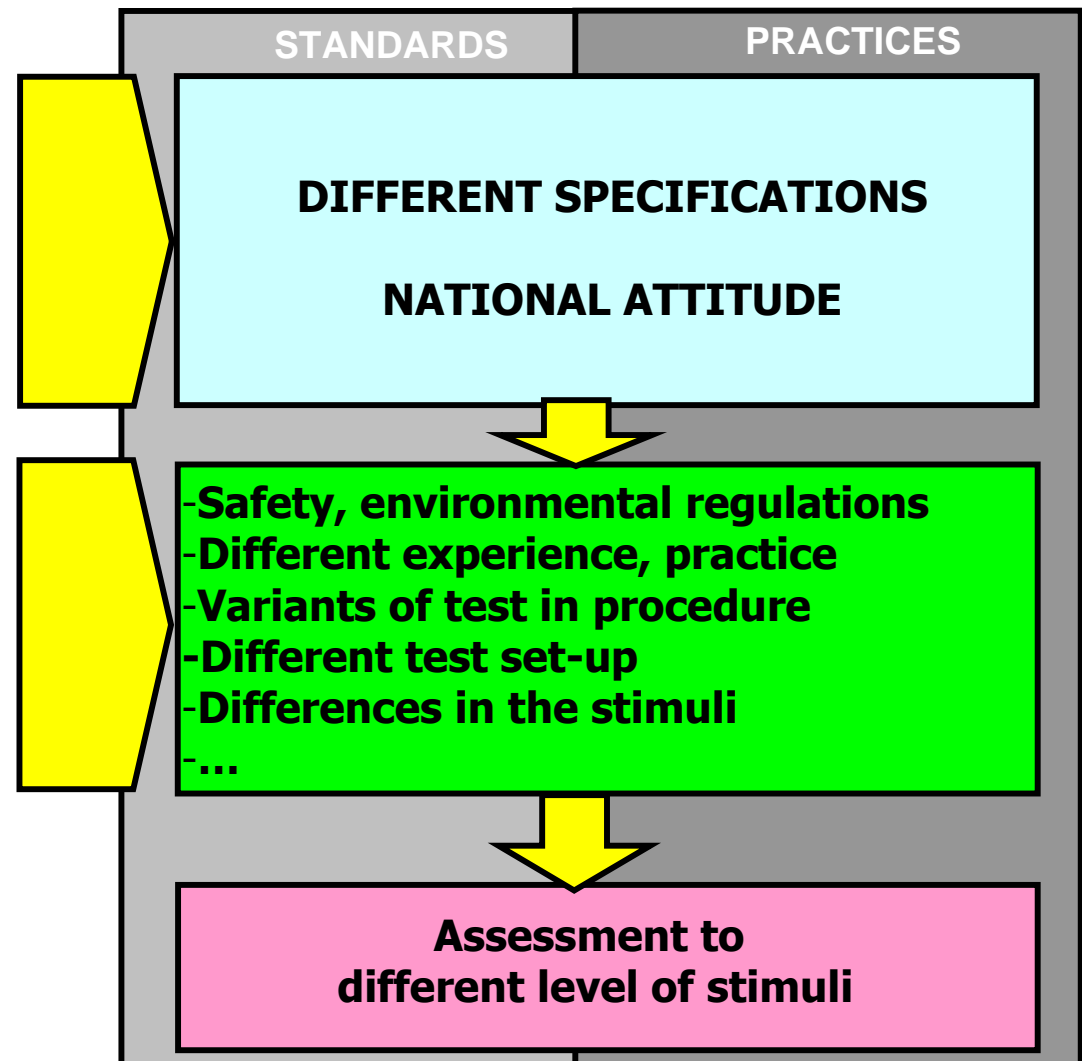 STANDARDS
PRACTICES
DIFFERENT SPECIFICATIONS
NATIONAL ATTITUDE
-Safety, environmental regulations
-Different experience, practice
-Variants of test in procedure
-Different test set-up
-Differences in the stimuli
-...
Assessment to
different level of stimuli